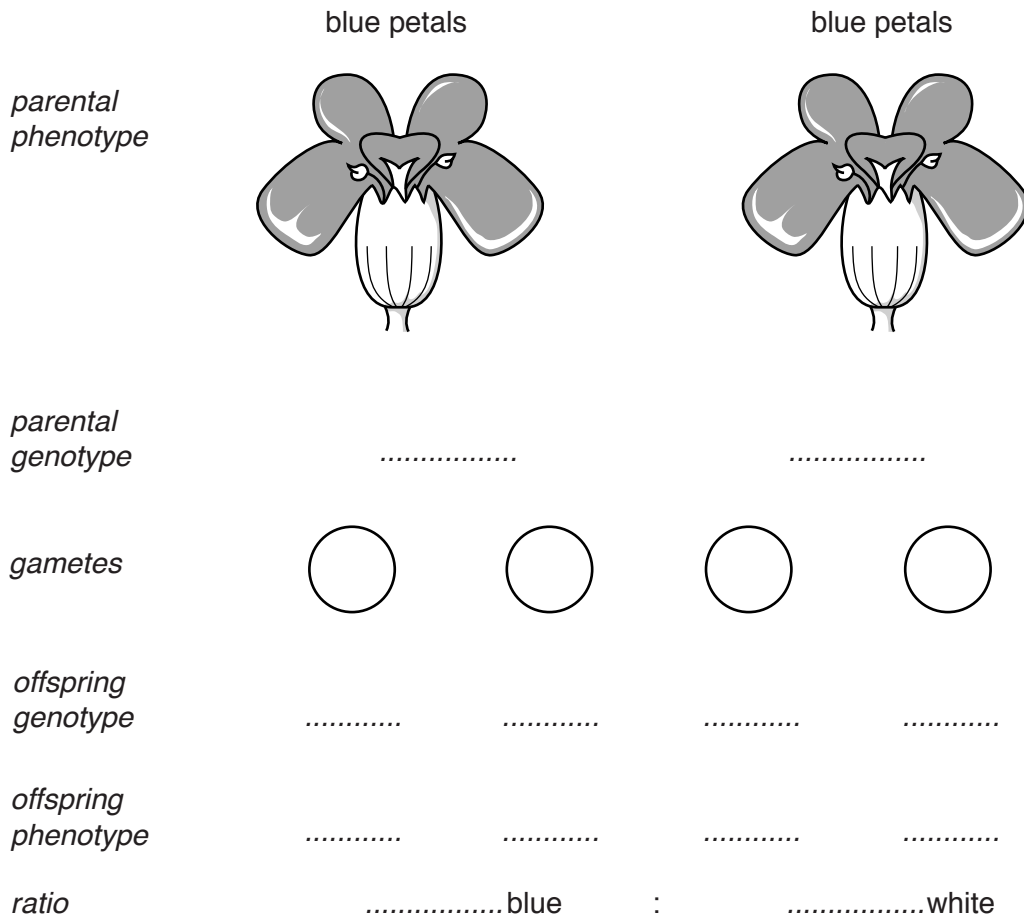 blue petals blue petals
parental
phenotype
parental
genotype ................. .................
gametes
offspring
genotype ............ ............ ............ ............
offspring
phenotype ............ ............ ............ ............
ratio .................blue : .................white